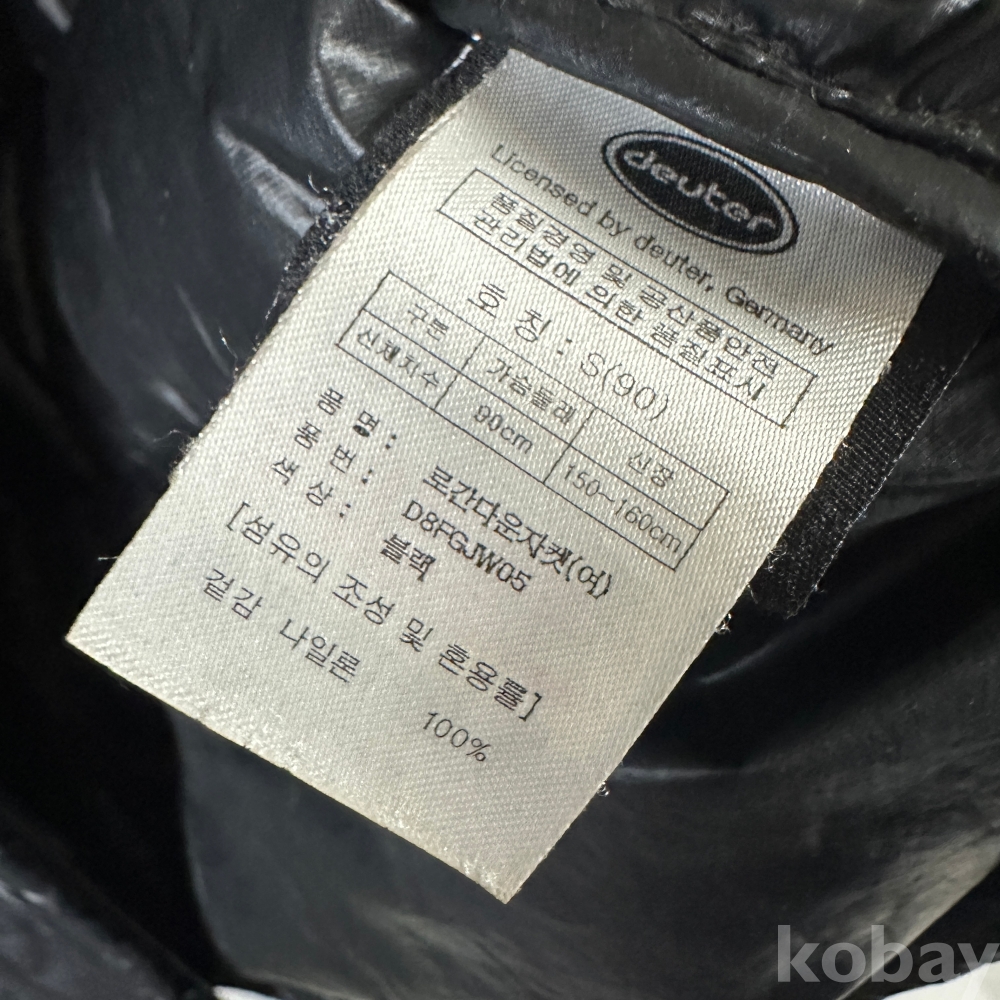 deuter
Licensed by deuter, Germany
품질경영 및 공산품안전
관리법에 의한 품질표시
호 칭 : S(90)
구분 가슴둘레 신장
신체치수 90cm 150~160cm
품 명 : 로간다운자켓(여)
품 번 : D8FGJW05
색 상 : 블랙
[섬유의 조성 및 혼용률]
겉감 나일론 100%
kobay